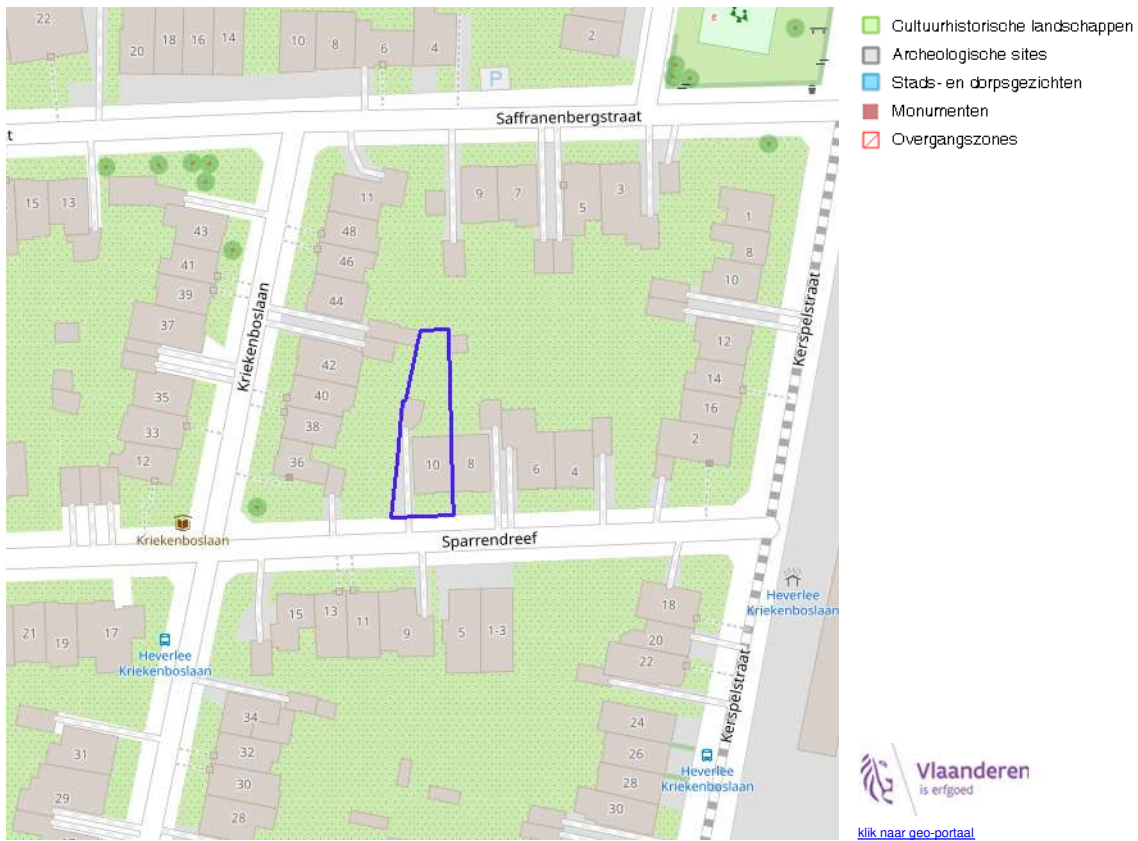 22
20
18
16
14
10
8
6
4
2
P
Saffranenbergstraat
t
15
13
11
9
7
5
3
1
43
48
8
41
46
10
39
44
37
Kriekenboslaan
Kerspelstraat
42
12
35
40
14
33
38
16
12
36
10
8
6
4
2
Kriekenboslaan
Sparrendreef
Heverlee
Kriekenboslaan
21
19
17
15
13
11
9
5
1-3
18
20
22
Heverlee
Kriekenboslaan
Kerspelstraat
34
24
31
32
26
Heverlee
Kriekenboslaan
29
30
28
28
30
Cultuurhistorische landschappen
Archeologische sites
Stads- en dorpsgezichten
Monumenten
Overgangszones
Vlaanderen
is erfgoed
klik naar geo-portaal